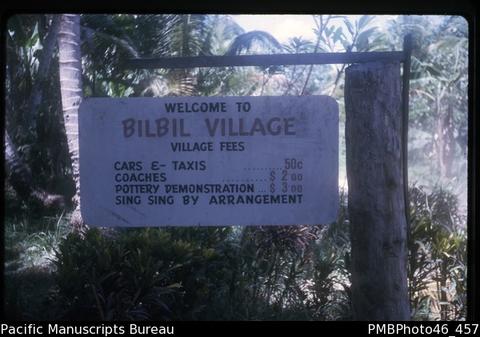 WELCOME TO
BILBIL VILLAGE
VILLAGE FEES
CARS & TAXIS ......... 50c
COACHES ........... $ 2 00
POTTERY DEMONSTRATION ... $ 3 00
SING SING BY ARRANGEMENT
Pacific Manuscripts Bureau PMBPhoto46_457